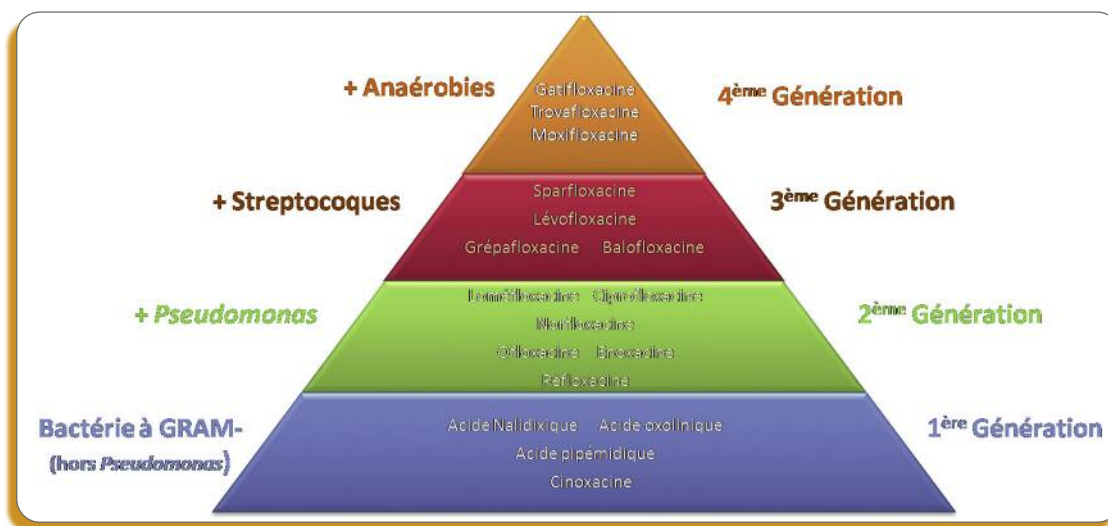 + Anaérobies
Gatifloxacine
Trovafloxacine
Moxifloxacine
4ème Génération
+ Streptocoques
Sparfloxacine
Lévofloxacine
Grépafloxacine Balofloxacine
3ème Génération
+ Pseudomonas
Loméfloxacine Ciprofloxacine
Norfloxacine
Ofloxacine Enoxacine
Péfloxacine
2ème Génération
Bactérie à GRAM-
(hors Pseudomonas)
Acide Nalidixique Acide oxolinique
Acide pipémidique
Cinoxacine
1ère Génération